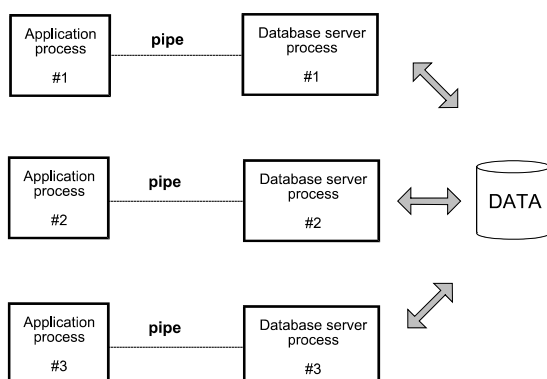 Application
process
#1
pipe
Database server
process
#1
Application
process
#2
pipe
Database server
process
#2
DATA
Application
process
#3
pipe
Database server
process
#3